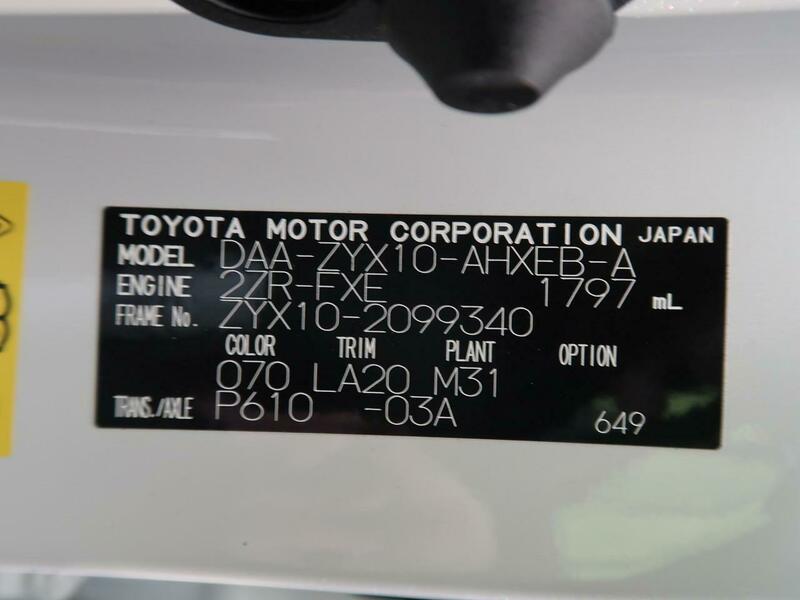 TOYOTA MOTOR CORPORATION JAPAN
MODEL DAA-ZYX10-AHXEB-A
ENGINE 2ZR-FXE 1797 mL
FRAME No. ZYX10-2099340
COLOR TRIM PLANT OPTION
070 LA20 M31
TRANS./AXLE P610 -03A 649